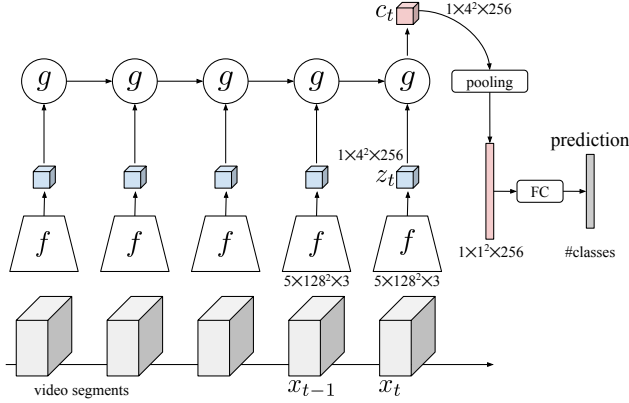 c_t
1×4²×256
g
g
g
g
g
pooling
1×4²×256
z_t
prediction
FC
f
f
f
f
f
1×1²×256
#classes
5×128²×3
5×128²×3
video segments
x_{t−1}
x_t